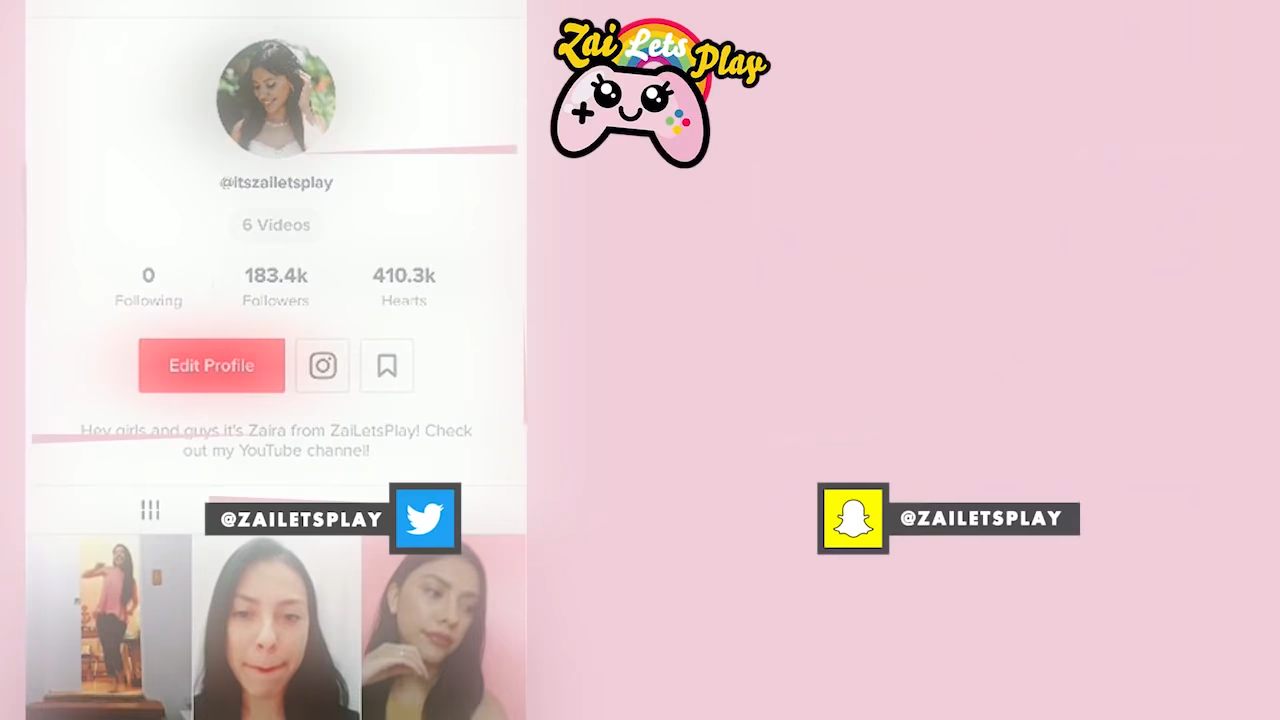 Zai Lets Play
@itszailetsplay
6 Videos
0
183.4k
410.3k
Following
Followers
Hearts
Edit Profile
Hey girls and guys it's Zaira from ZaiLetsPlay! Check
out my YouTube channel!
@ZAILETSPLAY
@ZAILETSPLAY